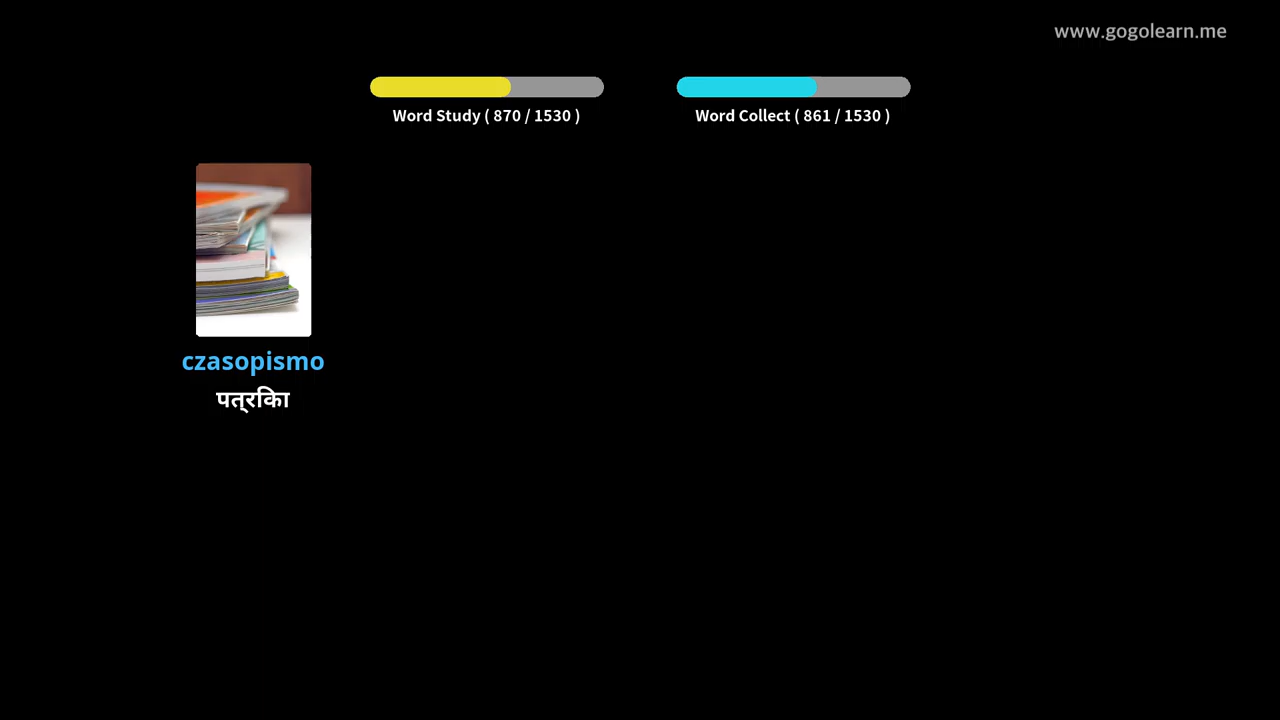 www.gogolearn.me
Word Study ( 870 / 1530 )
Word Collect ( 861 / 1530 )
czasopismo
पत्रिका